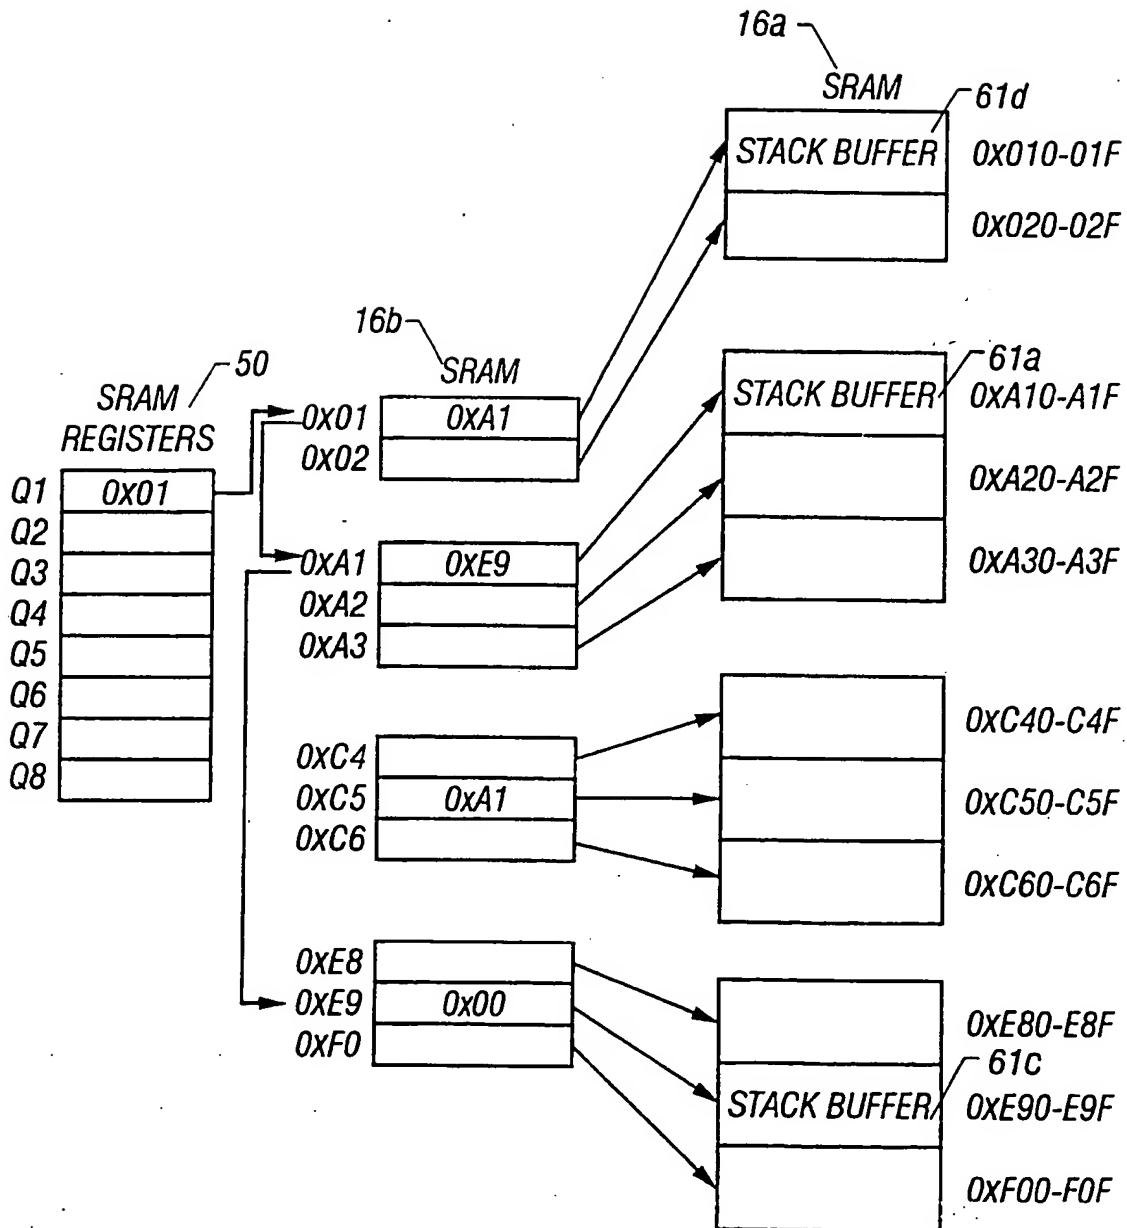 16a
SRAM
61d
STACK BUFFER
0X010-01F
0X020-02F
16b
SRAM
50
SRAM
REGISTERS
0X01
0XA1
0X02
61a
STACK BUFFER
0XA10-A1F
0XA20-A2F
0XA30-A3F
Q1
0X01
Q2
Q3
Q4
Q5
Q6
Q7
Q8
0XA1
0XE9
0XA2
0XA3
0XC4
0XC5
0XA1
0XC6
0XC40-C4F
0XC50-C5F
0XC60-C6F
0XE8
0XE9
0X00
0XF0
0XE80-E8F
61C
STACK BUFFER
0XE90-E9F
0XF00-F0F